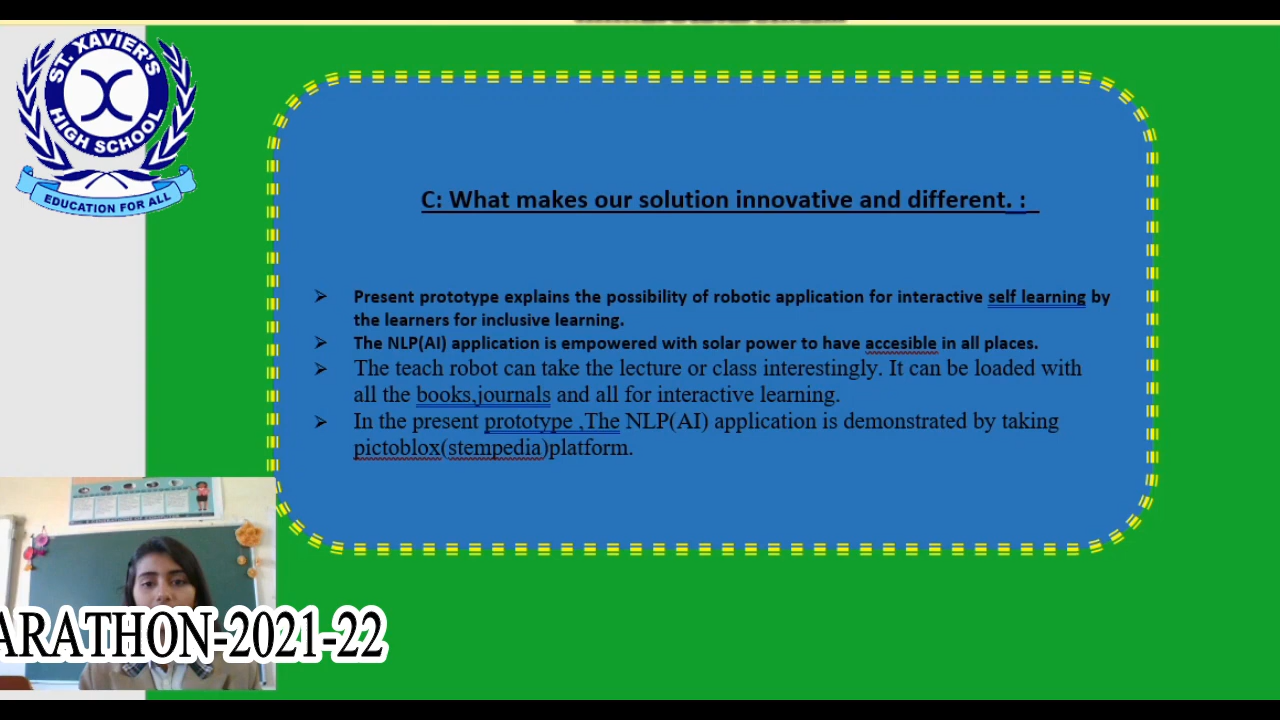 ST. XAVIER'S
HIGH SCHOOL
EDUCATION FOR ALL
C: What makes our solution innovative and different. :
Present prototype explains the possibility of robotic application for interactive self learning by
the learners for inclusive learning.
The NLP(AI) application is empowered with solar power to have accesible in all places.
The teach robot can take the lecture or class interestingly. It can be loaded with
all the books,journals and all for interactive learning.
In the present prototype ,The NLP(AI) application is demonstrated by taking
pictoblox(stempedia)platform.
ARATHON-2021-22